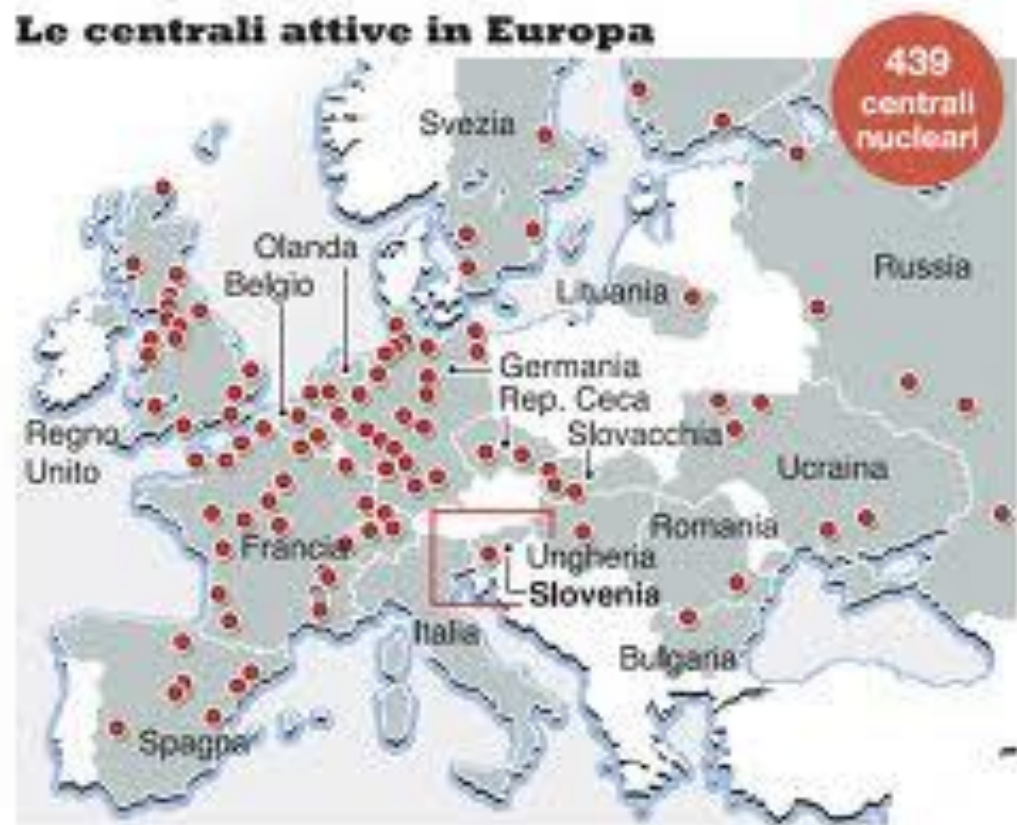 Le centrali attive in Europa
439
centrali
nucleari
Svezia
Olanda
Belgio
Russia
Lituania
Germania
Rep. Ceca
Slovacchia
Regno
Unito
Ucraina
Romania
Francia
Ungheria
Slovenia
Italia
Bulgaria
Spagna